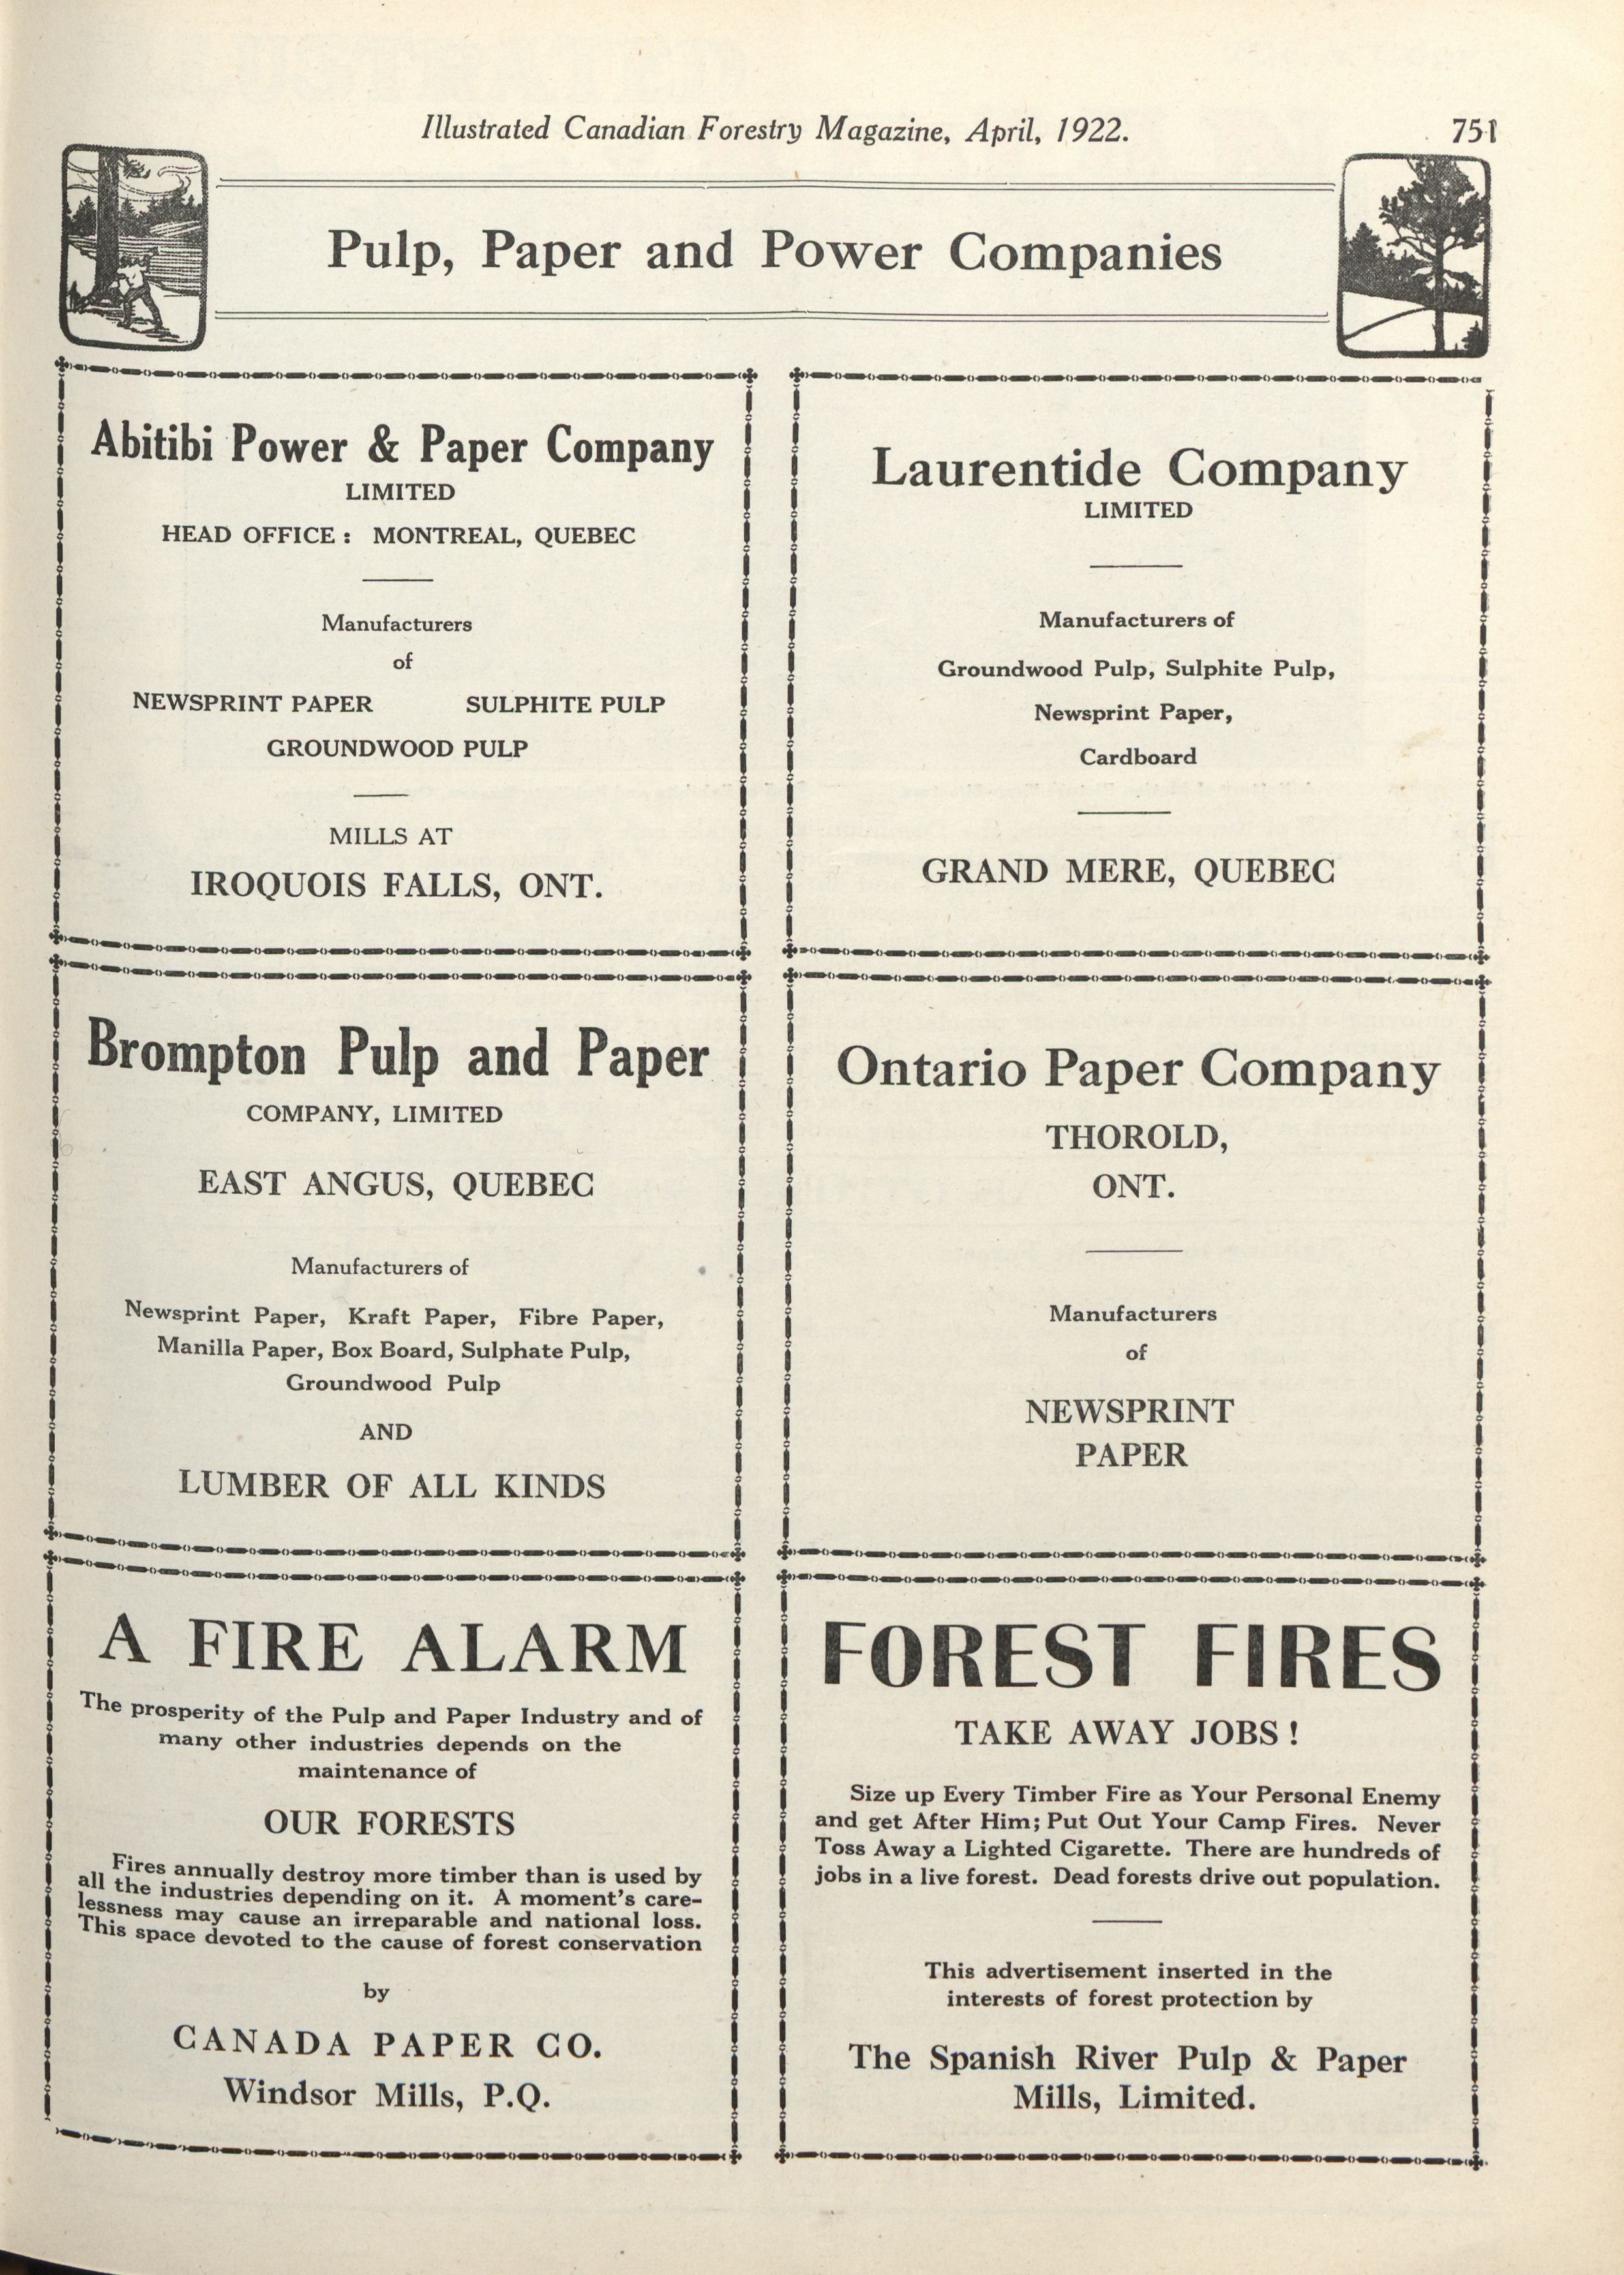 Illustrated Canadian Forestry Magazine, April, 1922.
751
Pulp, Paper and Power Companies
Abitibi Power & Paper Company
LIMITED
HEAD OFFICE : MONTREAL, QUEBEC
Manufacturers
of
NEWSPRINT PAPER SULPHITE PULP
GROUNDWOOD PULP
MILLS AT
IROQUOIS FALLS, ONT.
Laurentide Company
LIMITED
Manufacturers of
Groundwood Pulp, Sulphite Pulp,
Newsprint Paper,
Cardboard
GRAND MERE, QUEBEC
Brompton Pulp and Paper
COMPANY, LIMITED
EAST ANGUS, QUEBEC
Manufacturers of
Newsprint Paper, Kraft Paper, Fibre Paper,
Manilla Paper, Box Board, Sulphate Pulp,
Groundwood Pulp
AND
LUMBER OF ALL KINDS
Ontario Paper Company
THOROLD,
ONT.
Manufacturers
of
NEWSPRINT
PAPER
A FIRE ALARM
The prosperity of the Pulp and Paper Industry and of
many other industries depends on the
maintenance of
OUR FORESTS
Fires annually destroy more timber than is used by
all the industries depending on it. A moment's care-
lessness may cause an irreparable and national loss.
This space devoted to the cause of forest conservation
by
CANADA PAPER CO.
Windsor Mills, P.Q.
FOREST FIRES
TAKE AWAY JOBS !
Size up Every Timber Fire as Your Personal Enemy
and get After Him; Put Out Your Camp Fires. Never
Toss Away a Lighted Cigarette. There are hundreds of
jobs in a live forest. Dead forests drive out population.
This advertisement inserted in the
interests of forest protection by
The Spanish River Pulp & Paper
Mills, Limited.